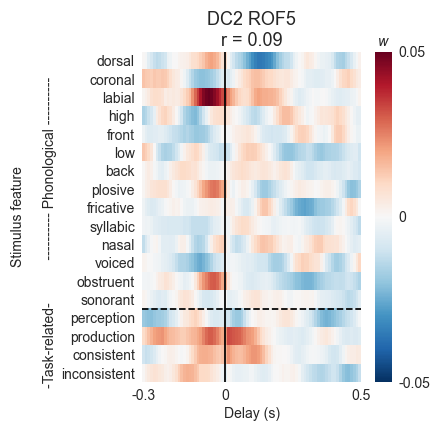 DC2 ROF5
r = 0.09
w
dorsal
coronal
labial
high
front
low
back
plosive
fricative
syllabic
nasal
voiced
obstruent
sonorant
perception
production
consistent
inconsistent
Stimulus feature
-Task-related- ---------- Phonological ----------
0.05
0
-0.05
-0.3 0 0.5
Delay (s)